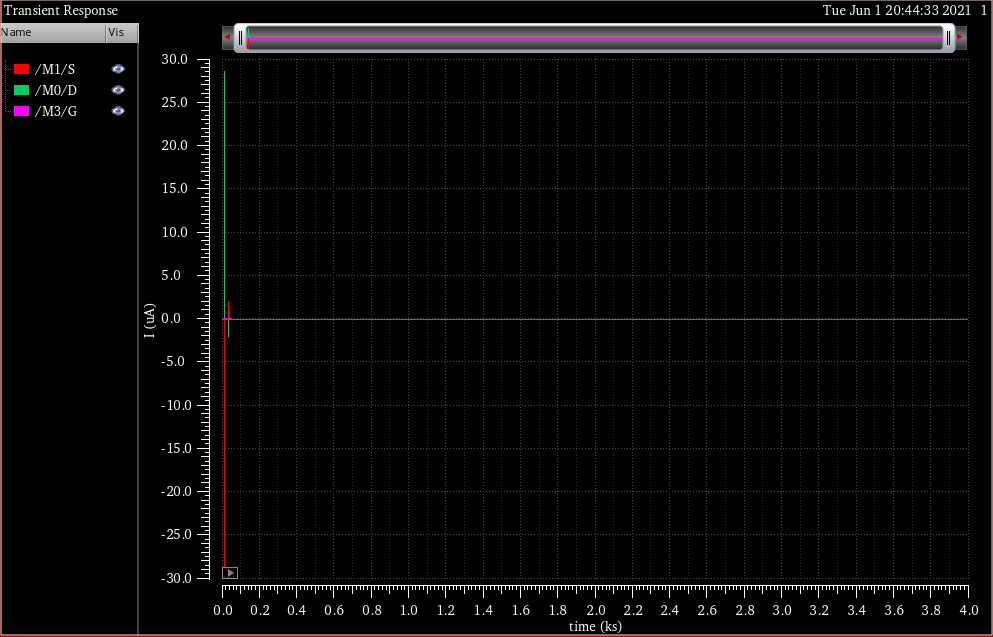 Transient Response Tue Jun 1 20:44:33 2021 1
Name Vis
/M1/S
/M0/D
/M3/G
30.0
25.0
20.0
15.0
10.0
5.0
0.0
-5.0
-10.0
-15.0
-20.0
-25.0
-30.0
I (uA)
0.0 0.2 0.4 0.6 0.8 1.0 1.2 1.4 1.6 1.8 2.0 2.2 2.4 2.6 2.8 3.0 3.2 3.4 3.6 3.8 4.0
time (ks)